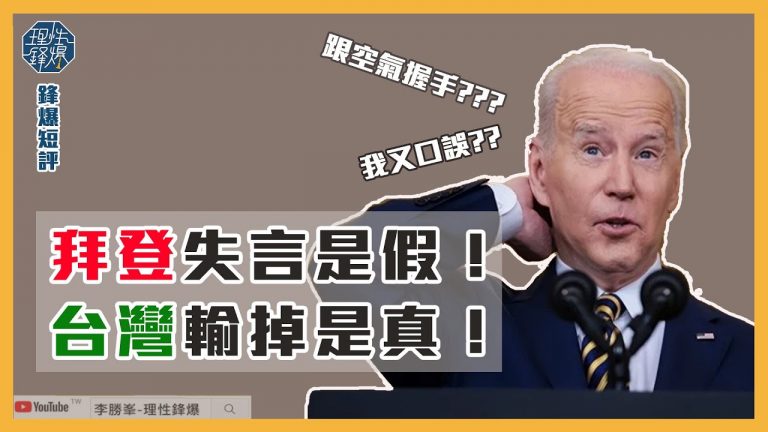 理性鋒爆
鋒爆短評
跟空氣握手???
我又口誤??
拜登失言是假！
台灣輸掉是真！
YouTube TW
李勝峯-理性鋒爆